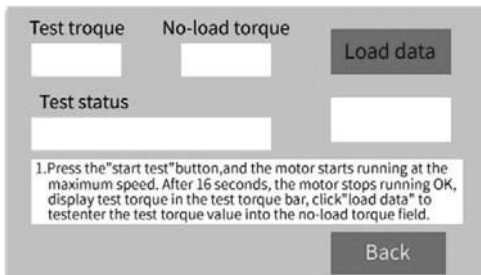 Test troque
No-load torque
Load data
Test status
1.Press the"start test"button,and the motor starts running at the
maximum speed. After 16 seconds, the motor stops running OK,
display test torque in the test torque bar, click"load data" to
testenter the test torque value into the no-load torque field.
Back